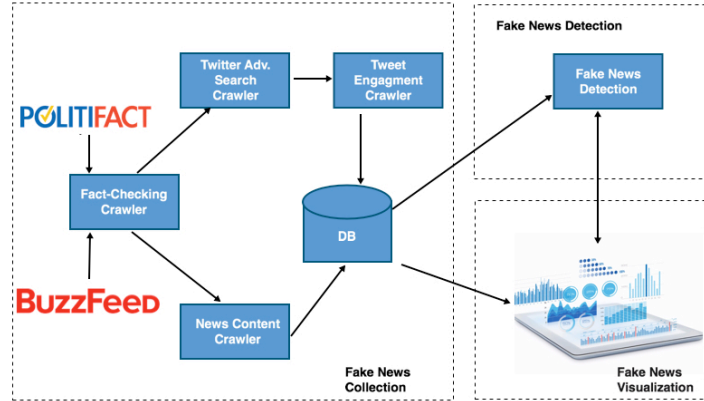 Fake News Detection
Twitter Adv.
Search
Crawler
Tweet
Engagment
Crawler
Fake News
Detection
POLITIFACT
Fact-Checking
Crawler
DB
BUZZFEED
News Content
Crawler
Fake News
Collection
Fake News
Visualization